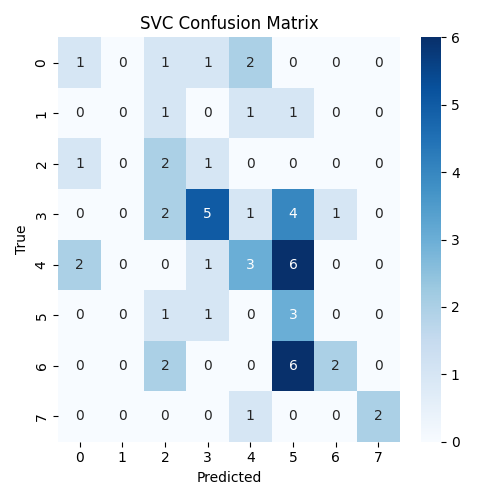 SVC Confusion Matrix
0 1 0 1 1 2 0 0 0
1 0 0 1 0 1 1 0 0
2 1 0 2 1 0 0 0 0
3 0 0 2 5 1 4 1 0
4 2 0 0 1 3 6 0 0
5 0 0 1 1 0 3 0 0
6 0 0 2 0 0 6 2 0
7 0 0 0 0 1 0 0 2
0 1 2 3 4 5 6 7
Predicted
True
6
5
4
3
2
1
0